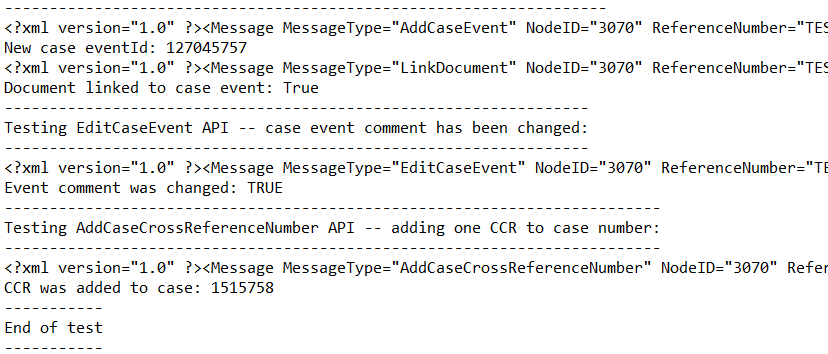 -------------------------------------------------------------------
<?xml version="1.0" ?><Message MessageType="AddCaseEvent" NodeID="3070" ReferenceNumber="TES
New case eventId: 127045757
<?xml version="1.0" ?><Message MessageType="LinkDocument" NodeID="3070" ReferenceNumber="TES
Document linked to case event: True
-----------------------------------------------------------------
Testing EditCaseEvent API -- case event comment has been changed:
-----------------------------------------------------------------
<?xml version="1.0" ?><Message MessageType="EditCaseEvent" NodeID="3070" ReferenceNumber="TE
Event comment was changed: TRUE
-------------------------------------------------------------------------
Testing AddCaseCrossReferenceNumber API -- adding one CCR to case number:
-------------------------------------------------------------------------
<?xml version="1.0" ?><Message MessageType="AddCaseCrossReferenceNumber" NodeID="3070" Refer
CCR was added to case: 1515758
-----------
End of test
-----------